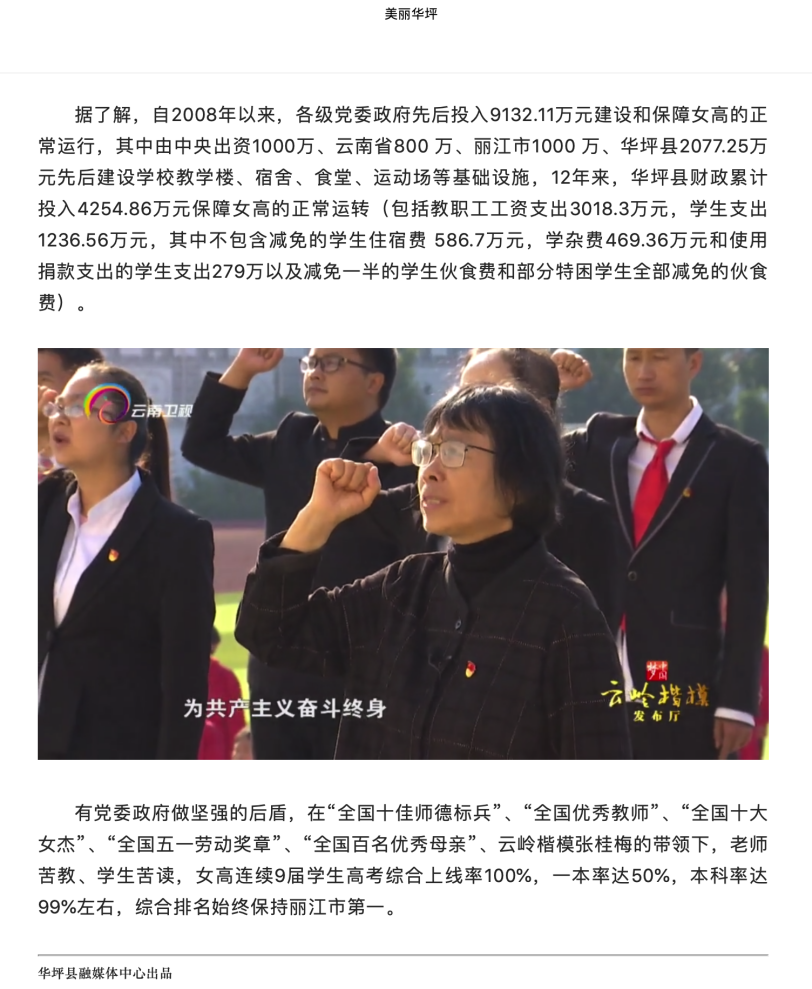 美丽华坪
据了解，自2008年以来，各级党委政府先后投入9132.11万元建设和保障女高的正
常运行，其中由中央出资1000万、云南省800 万、丽江市1000 万、华坪县2077.25万
元先后建设学校教学楼、宿舍、食堂、运动场等基础设施，12年来，华坪县财政累计
投入4254.86万元保障女高的正常运转（包括教职工工资支出3018.3万元，学生支出
1236.56万元，其中不包含减免的学生住宿费 586.7万元，学杂费469.36万元和使用
捐款支出的学生支出279万以及减免一半的学生伙食费和部分特困学生全部减免的伙食
费）。
云南卫视
中国梦
云岭楷模
发布厅
为共产主义奋斗终身
有党委政府做坚强的后盾，在“全国十佳师德标兵”、“全国优秀教师”、“全国十大
女杰”、“全国五一劳动奖章”、“全国百名优秀母亲”、云岭楷模张桂梅的带领下，老师
苦教、学生苦读，女高连续9届学生高考综合上线率100%，一本率达50%，本科率达
99%左右，综合排名始终保持丽江市第一。
华坪县融媒体中心出品